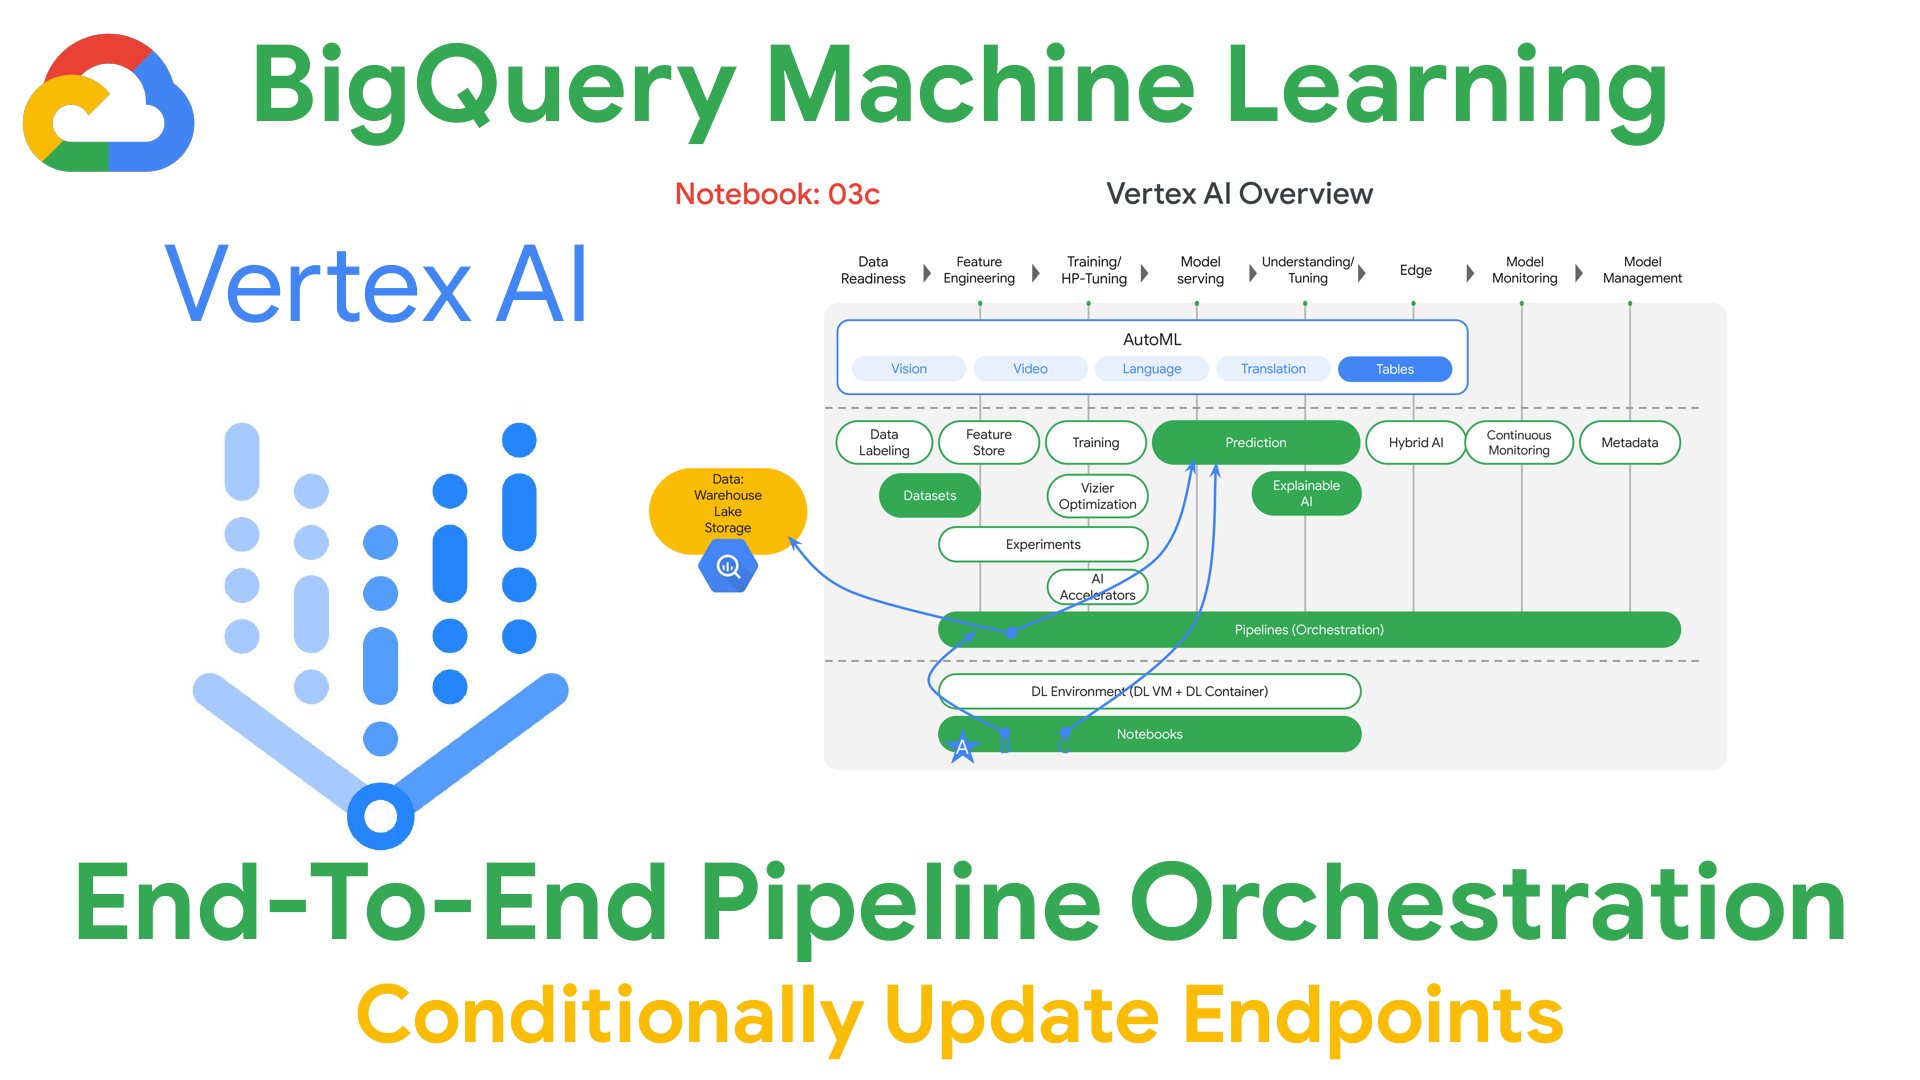 BigQuery Machine Learning
Notebook: 03c
Vertex AI Overview
Vertex AI
Data
Readiness
Feature
Engineering
Training/
HP-Tuning
Model
serving
Understanding/
Tuning
Edge
Model
Monitoring
Model
Management
AutoML
Vision
Video
Language
Translation
Tables
Data
Labeling
Feature
Store
Training
Prediction
Hybrid AI
Continuous
Monitoring
Metadata
Data:
Warehouse
Lake
Storage
Datasets
Vizier
Optimization
Explainable
AI
Experiments
AI
Accelerators
Pipelines (Orchestration)
DL Environment (DL VM + DL Container)
Notebooks
A
B
C
End-To-End Pipeline Orchestration
Conditionally Update Endpoints